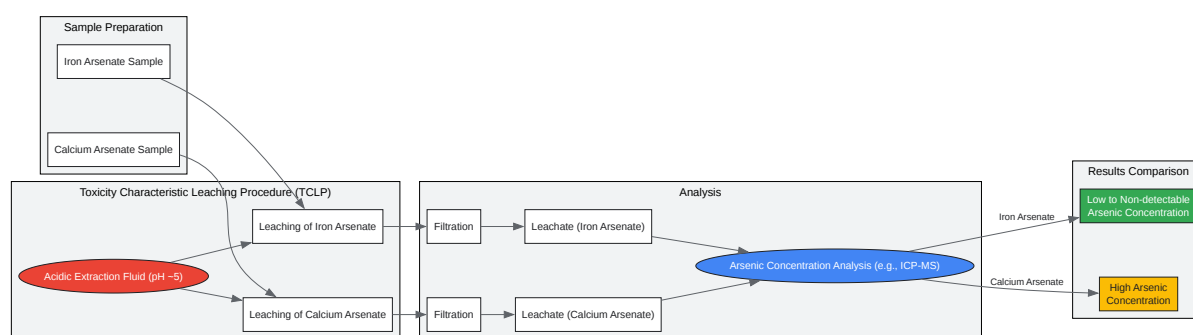 Sample Preparation
Iron Arsenate Sample
Calcium Arsenate Sample
Toxicity Characteristic Leaching Procedure (TCLP)
Leaching of Iron Arsenate
Acidic Extraction Fluid (pH ~5)
Leaching of Calcium Arsenate
Analysis
Filtration
Leachate (Iron Arsenate)
Arsenic Concentration Analysis (e.g., ICP-MS)
Filtration
Leachate (Calcium Arsenate)
Iron Arsenate
Calcium Arsenate
Results Comparison
Low to Non-detectable
Arsenic Concentration
High Arsenic
Concentration